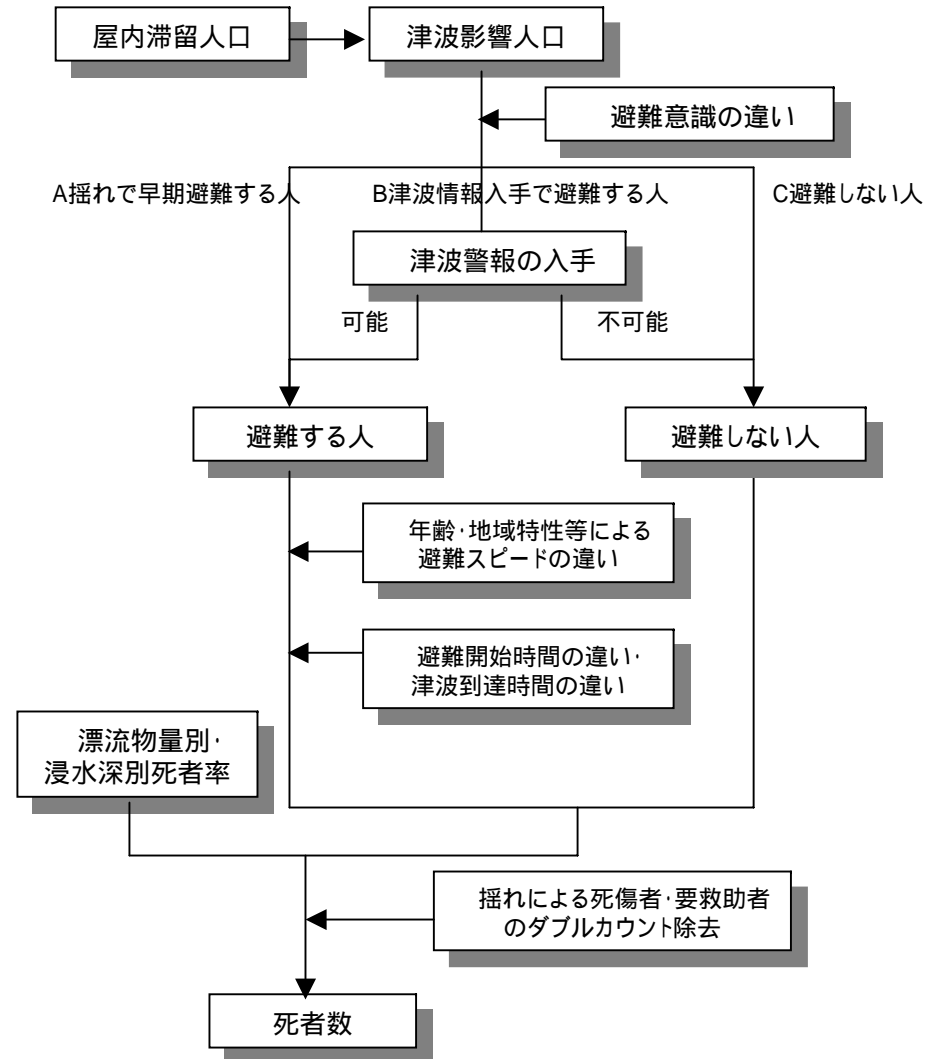 屋内滞留人口
津波影響人口
避難意識の違い
A揺れで早期避難する人
B津波情報入手で避難する人
C避難しない人
津波警報の入手
可能
不可能
避難する人
避難しない人
年齢・地域特性等による
避難スピードの違い
避難開始時間の違い・
津波到達時間の違い
漂流物量別・
浸水深別死者率
揺れによる死傷者・要救助者
のダブルカウント除去
死者数